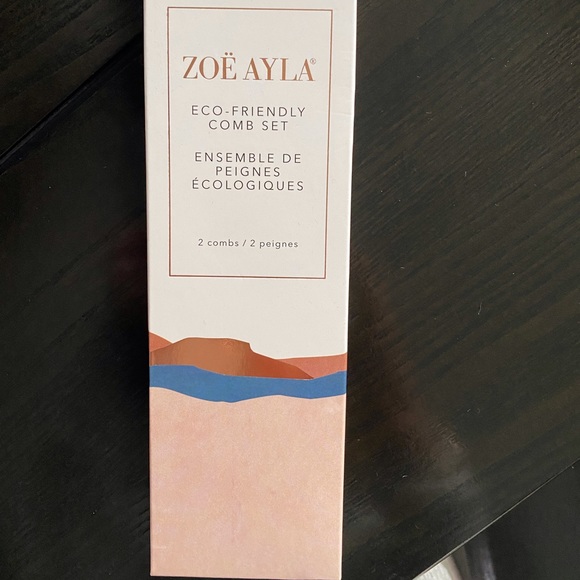 ZOË AYLA®
ECO-FRIENDLY
COMB SET
ENSEMBLE DE
PEIGNES
ÉCOLOGIQUES
2 combs / 2 peignes